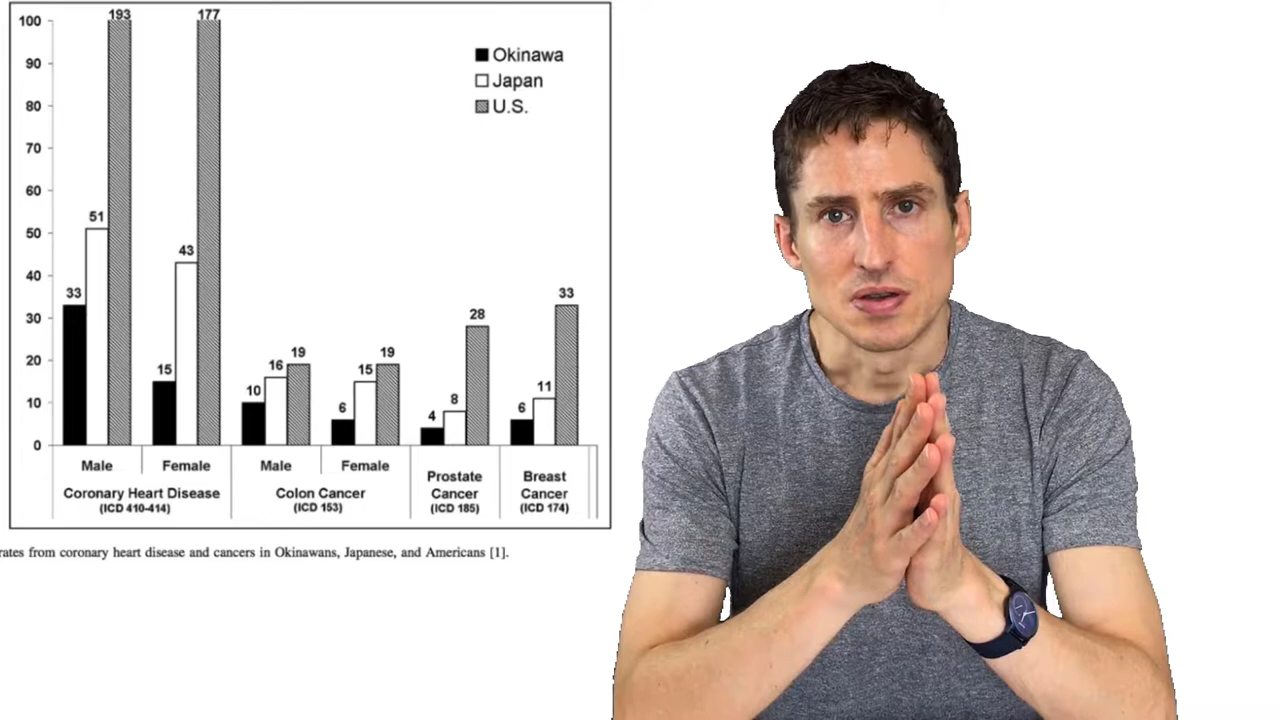 193 177
100
90
80
70
60
50
40
30
20
10
0
Okinawa
Japan
U.S.
33 51
15 43
10 16 19
6 15 19
4 8 28
6 11 33
Male Female Male Female
Coronary Heart Disease
(ICD 410-414)
Colon Cancer
(ICD 153)
Prostate
Cancer
(ICD 185)
Breast
Cancer
(ICD 174)
rates from coronary heart disease and cancers in Okinawans, Japanese, and Americans [1].